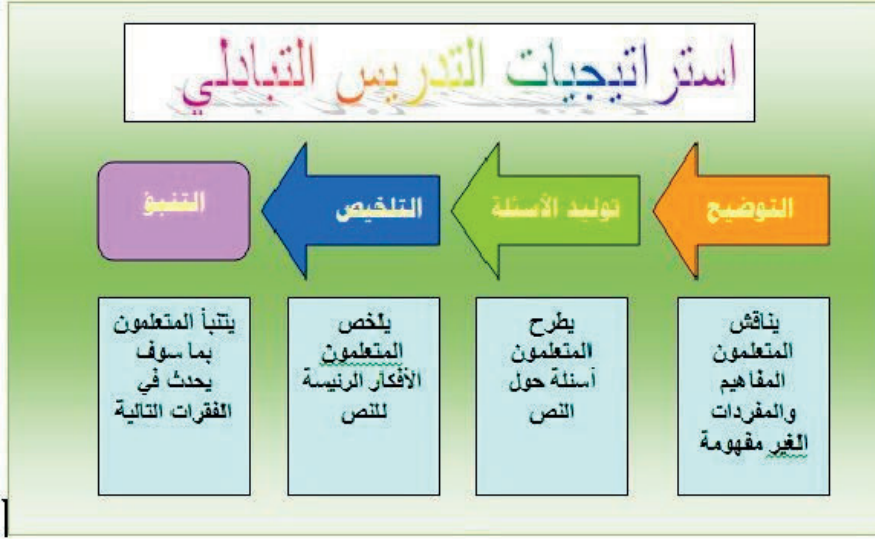 استراتيجيات التدريس التبادلي
التوضيح
توليد الأسئلة
التلخيص
التنبؤ
يناقش
المتعلمون
المفاهيم
والمفردات
الغير مفهومة
يطرح
المتعلمون
أسئلة حول
النص
يلخص
المتعلمون
الأفكار الرئيسة
للنص
يتنبأ المتعلمون
بما سوف
يحدث في
الفقرات التالية